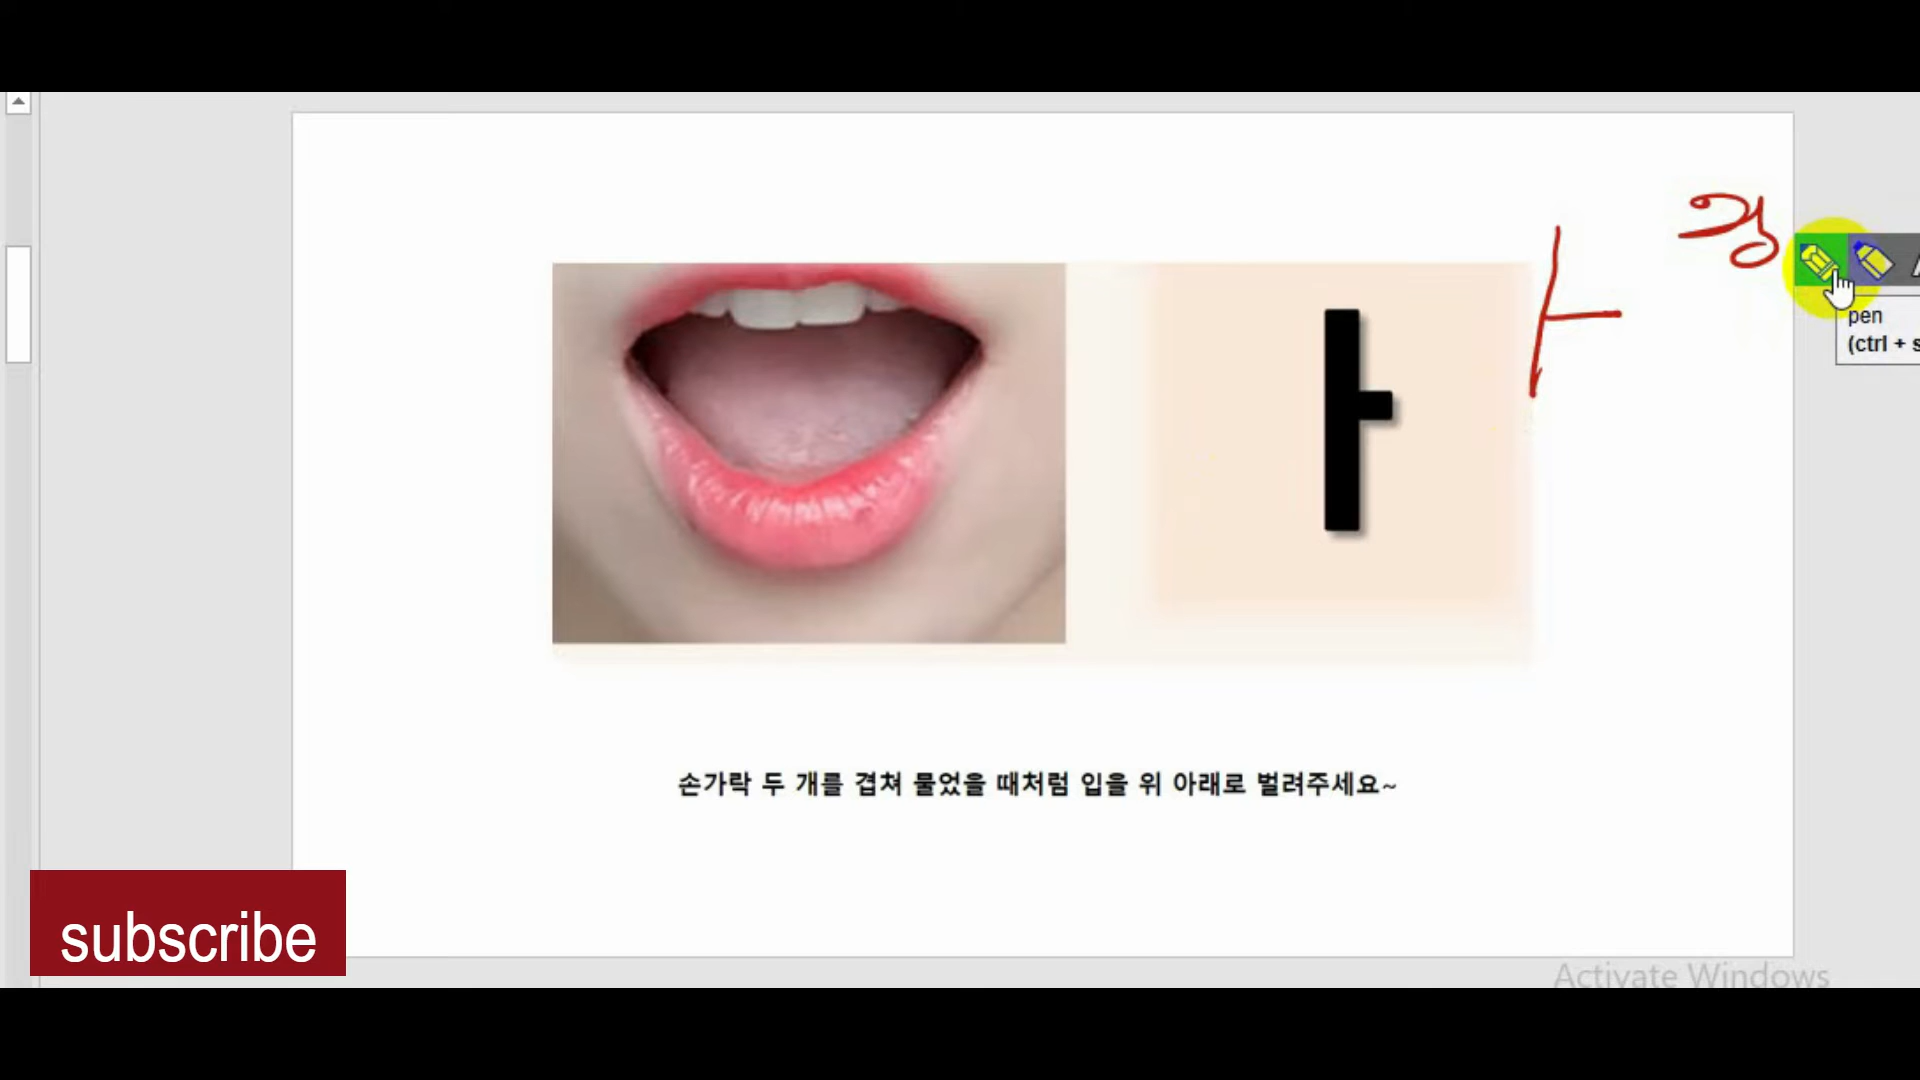 ㅏ
ㅏ
pen
(ctrl + s
손가락 두 개를 겹쳐 물었을 때처럼 입을 위 아래로 벌려주세요~
subscribe
Activate Windows